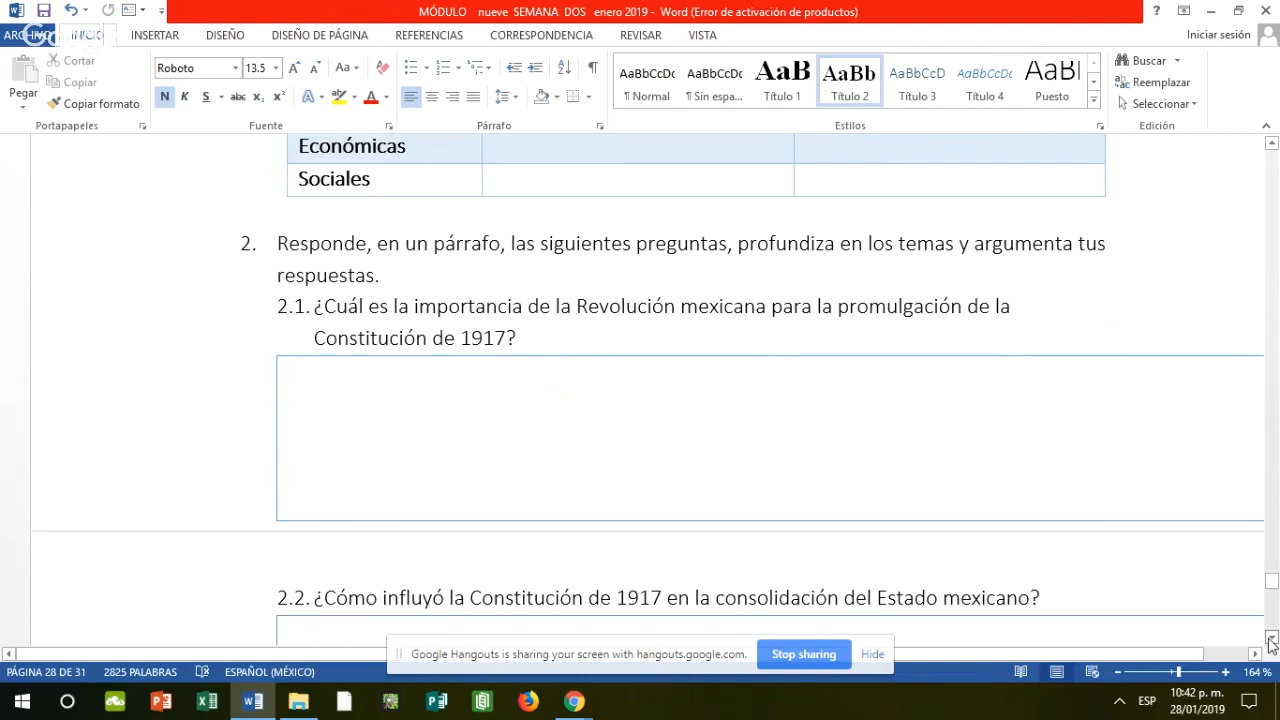 MÓDULO nueve SEMANA DOS enero 2019 - Word (Error de activación de productos)
ARCHIVO INICIO INSERTAR DISEÑO DISEÑO DE PÁGINA REFERENCIAS CORRESPONDENCIA REVISAR VISTA Iniciar sesión
Pegar
Cortar
Copiar
Copiar formato
Portapapeles
Roboto 13.5
N K S abc x₂ x²
Fuente
Párrafo
AaBbCcDc AaBbCcDc AaB AaBb AaBbCcD AaBbCcDc AaBbI
¶ Normal ¶ Sin espa... Título 1 Título 2 Título 3 Título 4 Puesto
Estilos
Buscar
Reemplazar
Seleccionar
Edición
Económicas
Sociales
2. Responde, en un párrafo, las siguientes preguntas, profundiza en los temas y argumenta tus
respuestas.
2.1. ¿Cuál es la importancia de la Revolución mexicana para la promulgación de la
Constitución de 1917?
2.2. ¿Cómo influyó la Constitución de 1917 en la consolidación del Estado mexicano?
Google Hangouts is sharing your screen with hangouts.google.com. Stop sharing Hide
PÁGINA 28 DE 31 2825 PALABRAS ESPAÑOL (MÉXICO) 164 %
ESP
10:42 p. m.
28/01/2019